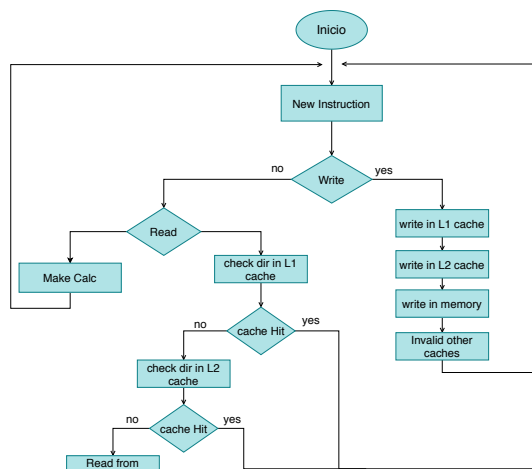 Inicio
New Instruction
no
yes
Write
Read
write in L1 cache
check dir in L1
cache
write in L2 cache
Make Calc
write in memory
no
cache Hit
yes
Invalid other
caches
check dir in L2
cache
no
cache Hit
yes
Read from